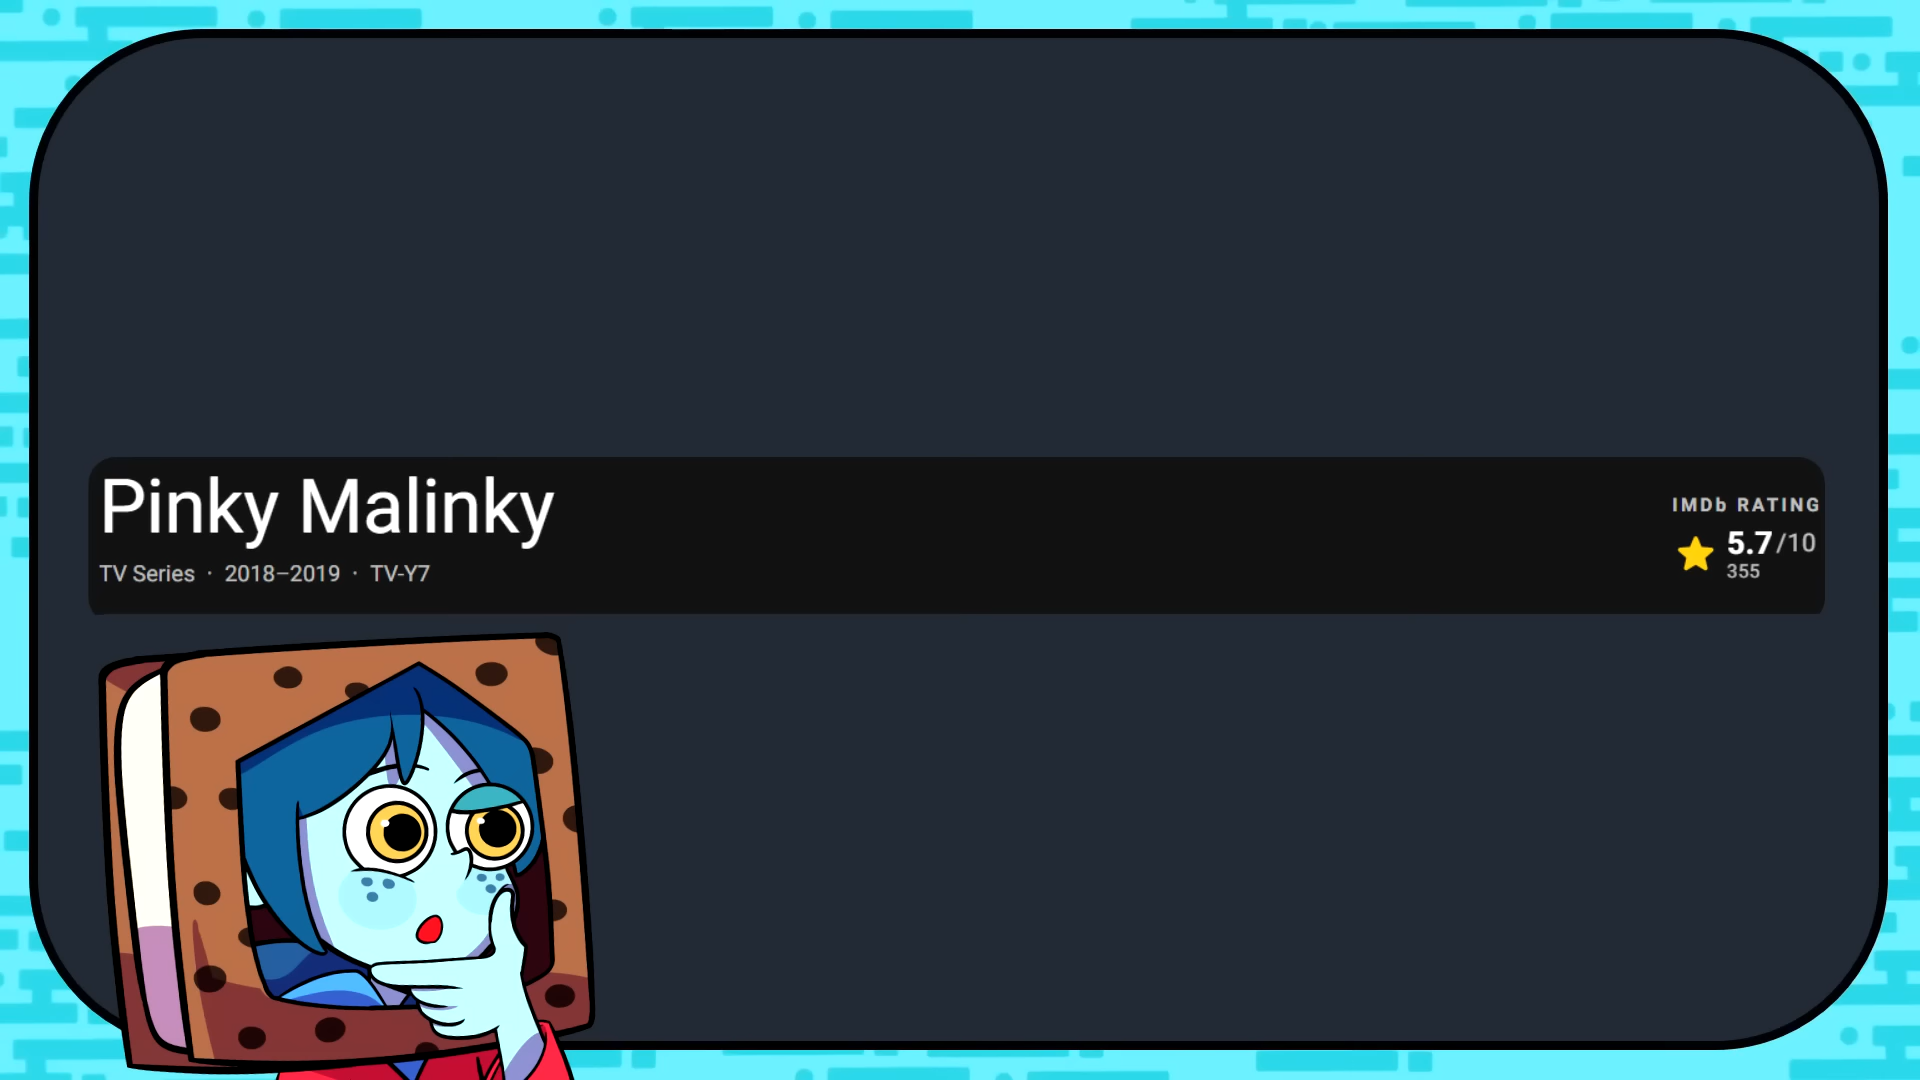 Pinky Malinky
TV Series · 2018–2019 · TV-Y7
IMDb RATING
5.7/10
355